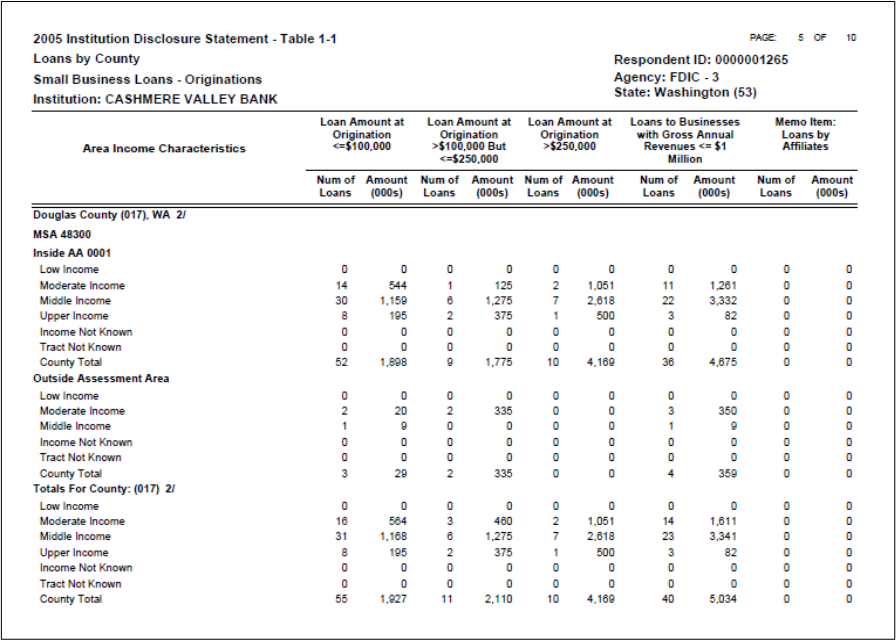 2005 Institution Disclosure Statement - Table 1-1 PAGE: 5 OF 10
Loans by County Respondent ID: 0000001265
Small Business Loans - Originations Agency: FDIC - 3
Institution: CASHMERE VALLEY BANK State: Washington (53)
Area Income Characteristics
Loan Amount at Origination <=$100,000
Loan Amount at Origination >$100,000 But <=$250,000
Loan Amount at Origination >$250,000
Loans to Businesses with Gross Annual Revenues <= $1 Million
Memo Item: Loans by Affiliates
Num of Loans Amount (000s) Num of Loans Amount (000s) Num of Loans Amount (000s) Num of Loans Amount (000s) Num of Loans Amount (000s)
Douglas County (017), WA 2/
MSA 48300
Inside AA 0001
Low Income 0 0 0 0 0 0 0 0 0 0
Moderate Income 14 544 1 125 2 1,051 11 1,261 0 0
Middle Income 30 1,159 6 1,275 7 2,618 22 3,332 0 0
Upper Income 8 195 2 375 1 500 3 82 0 0
Income Not Known 0 0 0 0 0 0 0 0 0 0
Tract Not Known 0 0 0 0 0 0 0 0 0 0
County Total 52 1,898 9 1,775 10 4,169 36 4,675 0 0
Outside Assessment Area
Low Income 0 0 0 0 0 0 0 0 0 0
Moderate Income 2 20 2 335 0 0 3 350 0 0
Middle Income 1 9 0 0 0 0 1 9 0 0
Income Not Known 0 0 0 0 0 0 0 0 0 0
Tract Not Known 0 0 0 0 0 0 0 0 0 0
County Total 3 29 2 335 0 0 4 359 0 0
Totals For County: (017) 2/
Low Income 0 0 0 0 0 0 0 0 0 0
Moderate Income 16 564 3 460 2 1,051 14 1,611 0 0
Middle Income 31 1,168 6 1,275 7 2,618 23 3,341 0 0
Upper Income 8 195 2 375 1 500 3 82 0 0
Income Not Known 0 0 0 0 0 0 0 0 0 0
Tract Not Known 0 0 0 0 0 0 0 0 0 0
County Total 55 1,927 11 2,110 10 4,169 40 5,034 0 0